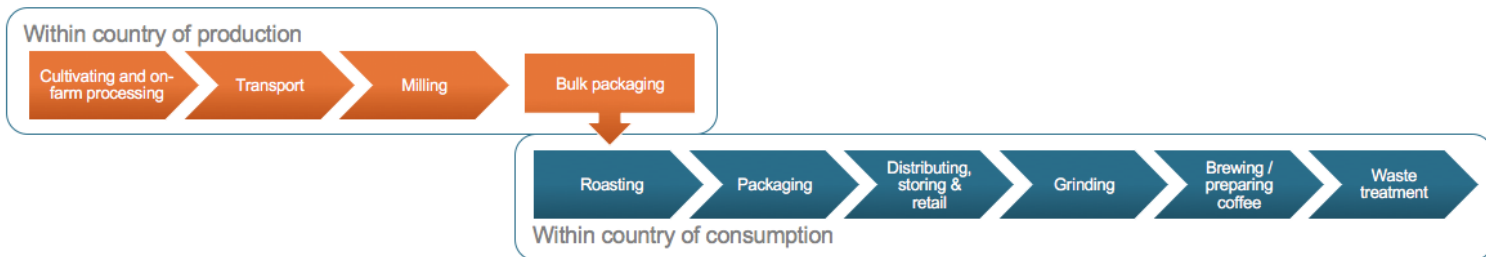 Within country of production
Cultivating and on-
farm processing
Transport
Milling
Bulk packaging
Roasting
Packaging
Distributing,
storing &
retail
Grinding
Brewing /
preparing
coffee
Waste
treatment
Within country of consumption